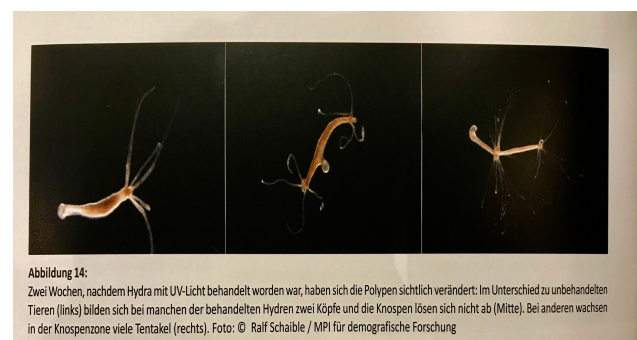 Abbildung 14:
Zwei Wochen, nachdem Hydra mit UV-Licht behandelt worden war, haben sich die Polypen sichtlich verändert: Im Unterschied zu unbehandelten
Tieren (links) bilden sich bei manchen der behandelten Hydren zwei Köpfe und die Knospen lösen sich nicht ab (Mitte). Bei anderen wachsen
in der Knospenzone viele Tentakel (rechts). Foto: © Ralf Schaible / MPI für demografische Forschung